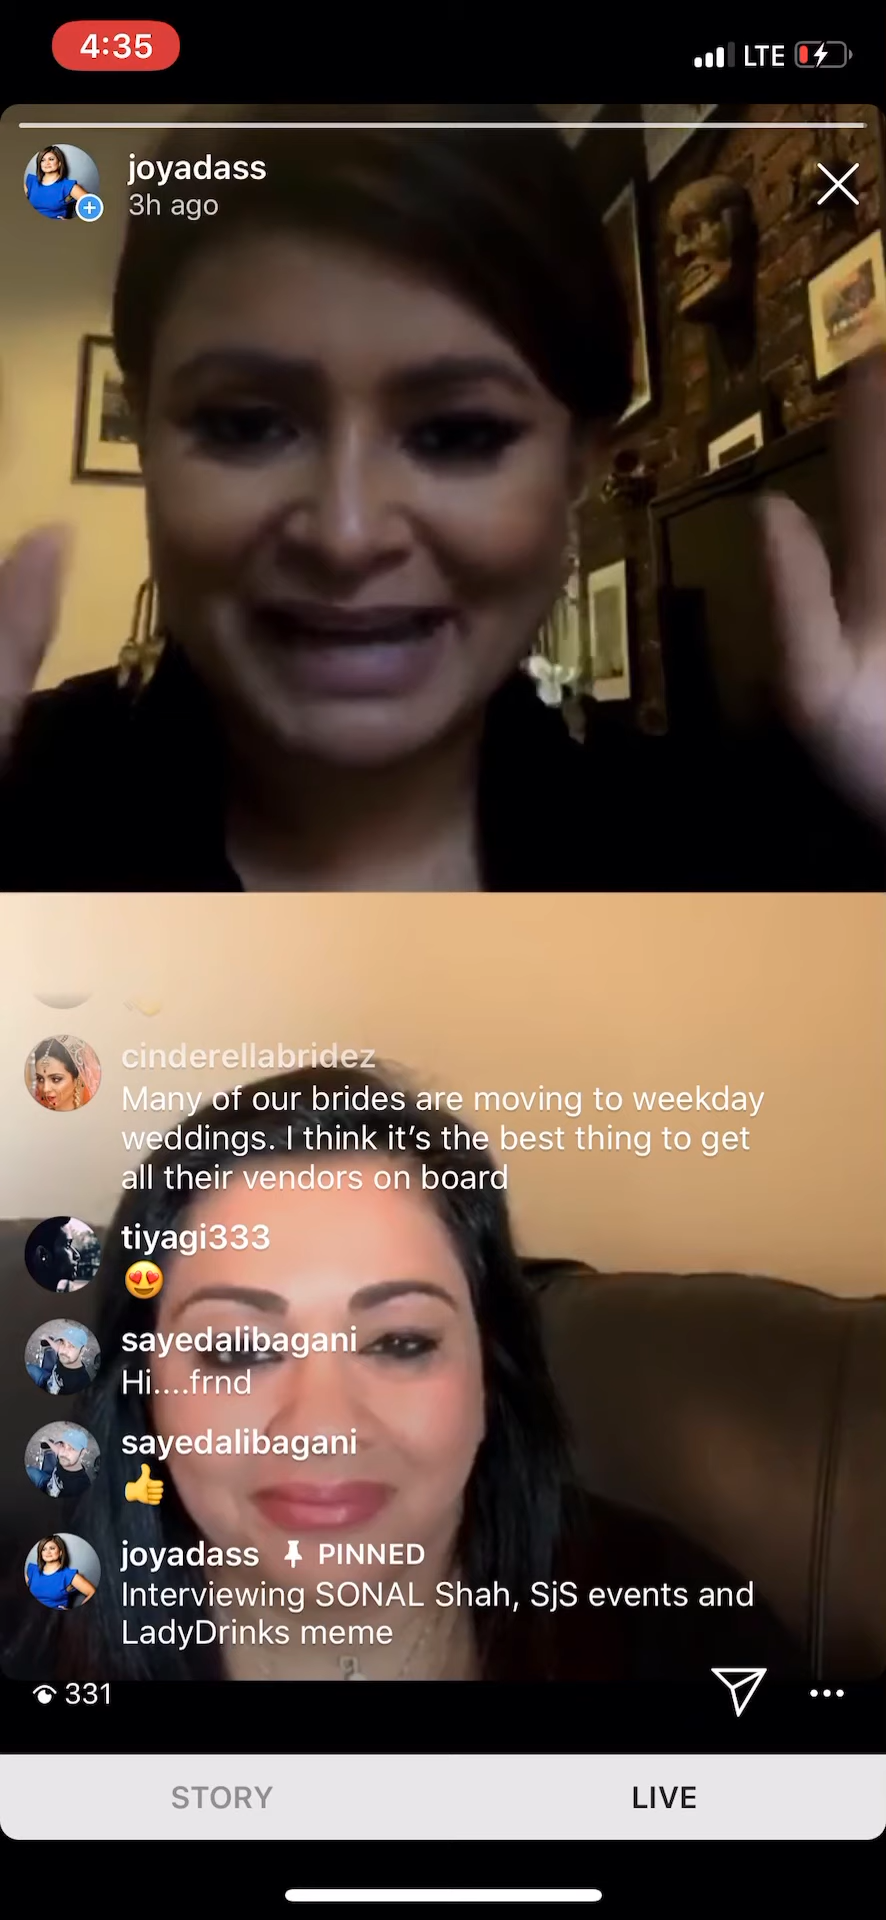 4:35
LTE
joyadass
3h ago
cinderellabridez
Many of our brides are moving to weekday
weddings. I think it’s the best thing to get
all their vendors on board
tiyagi333
😍
sayedalibagani
Hi....frnd
sayedalibagani
👍
joyadass PINNED
Interviewing SONAL Shah, SjS events and
LadyDrinks meme
331
STORY
LIVE